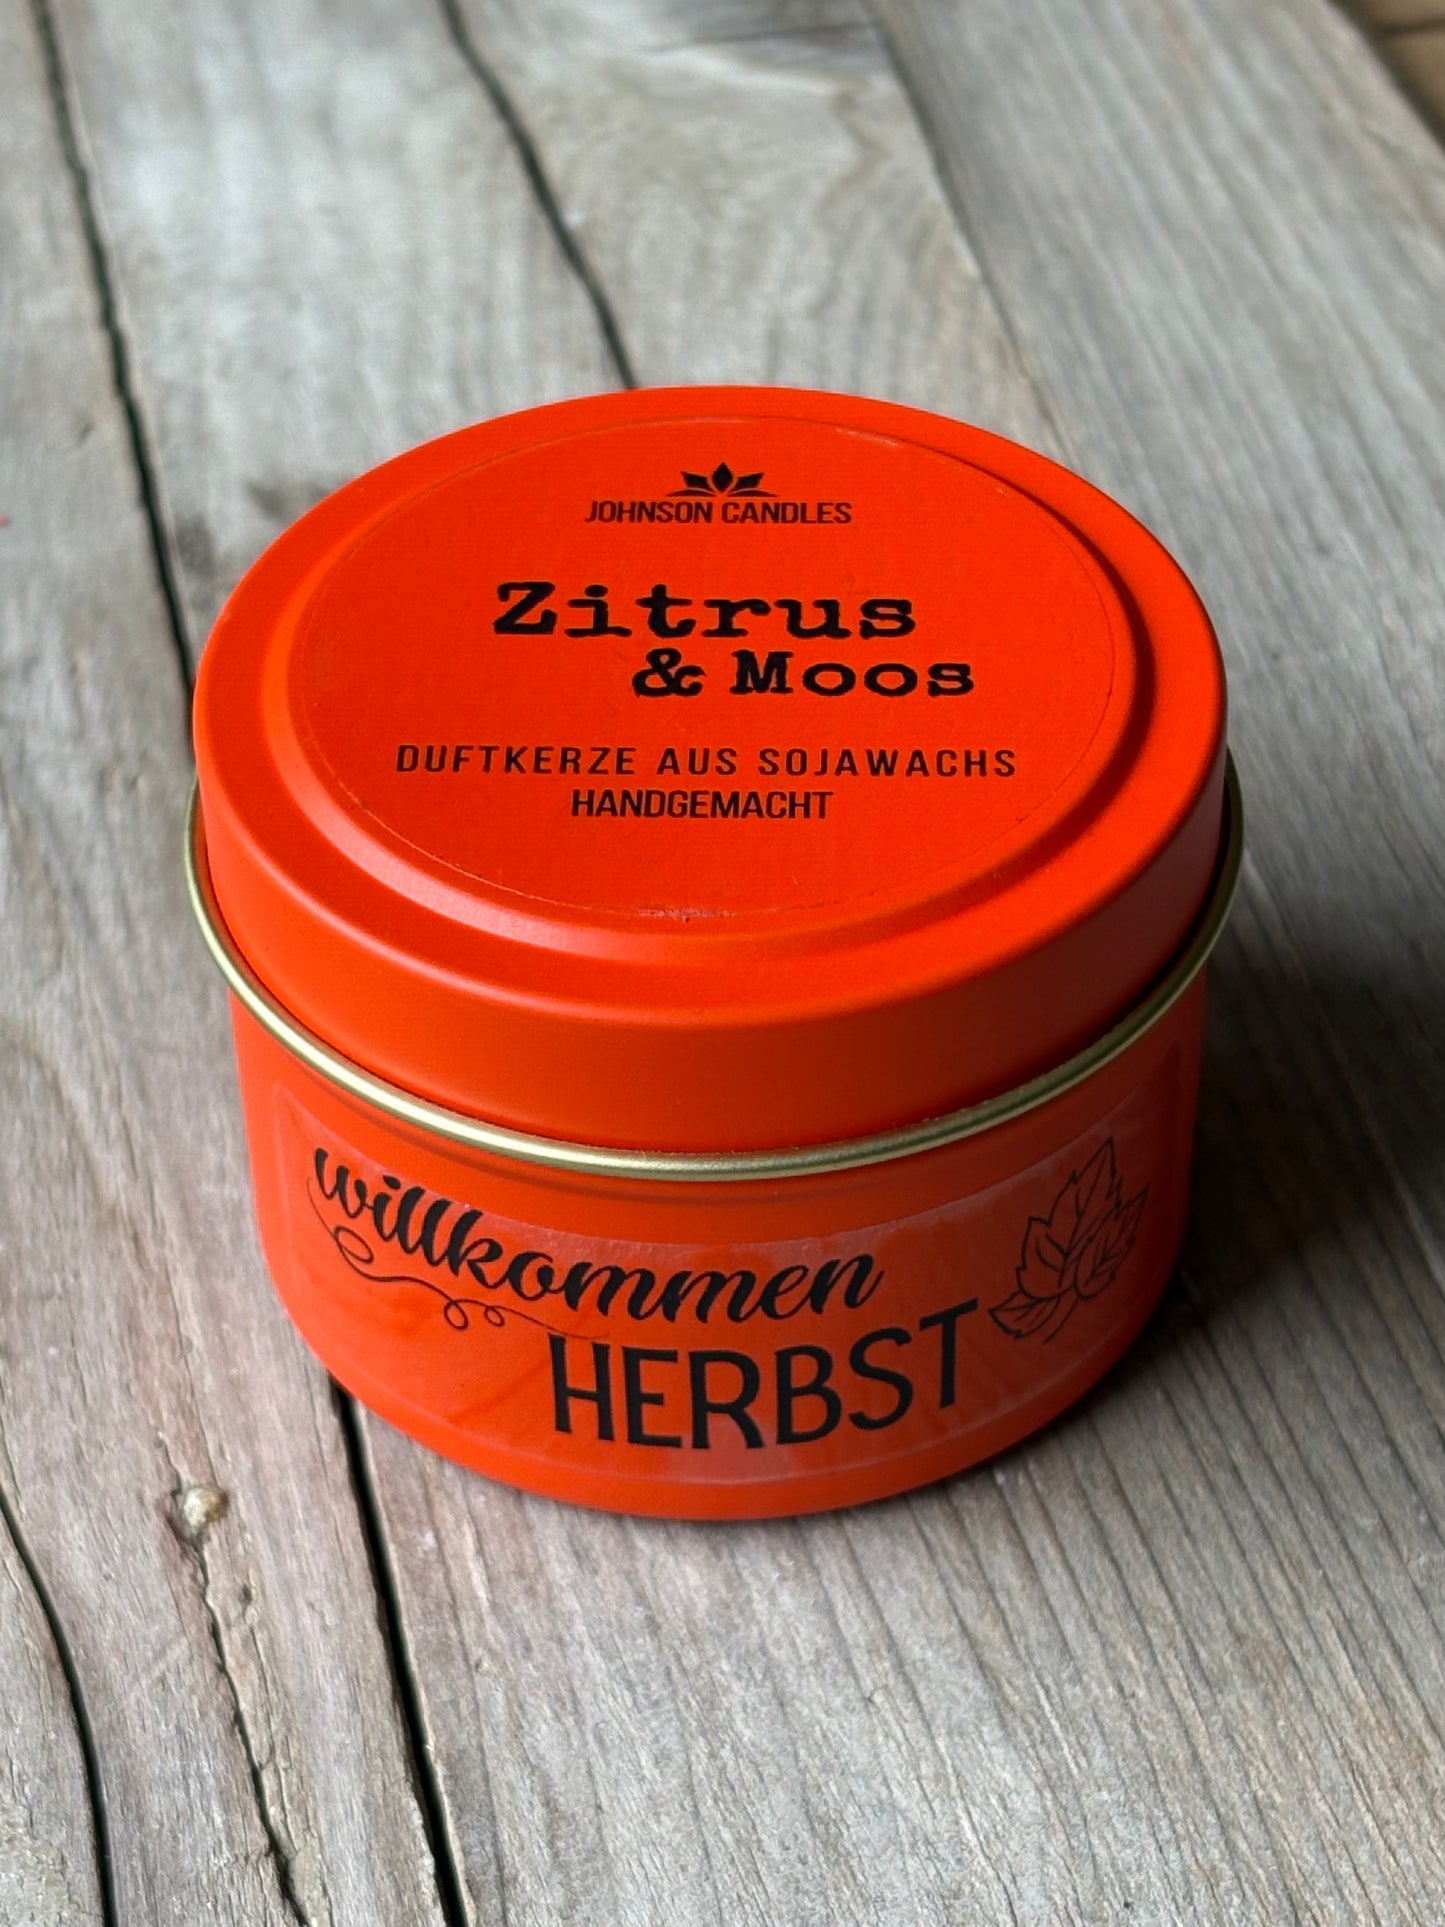 JOHNSON CANDLES
Zitrus
& Moos
DUFTKERZE AUS SOJAWACHS
HANDGEMACHT
willkommen
HERBST